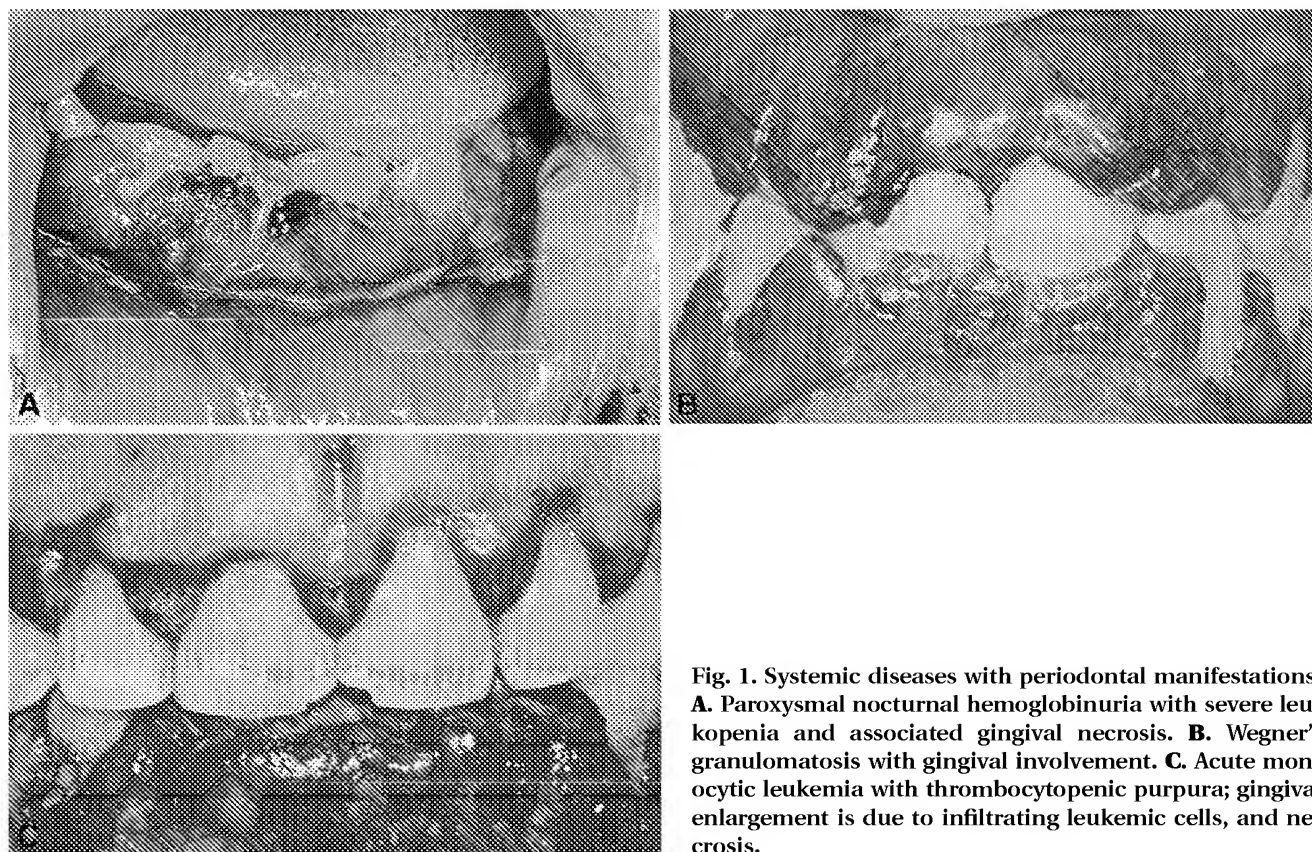 A
B
C
Fig. 1. Systemic diseases with periodontal manifestations
A. Paroxysmal nocturnal hemoglobinuria with severe leu
kopenia and associated gingival necrosis. B. Wegner'
granulomatosis with gingival involvement. C. Acute mon
ocytic leukemia with thrombocytopenic purpura; gingiva
enlargement is due to infiltrating leukemic cells, and ne
crosis.